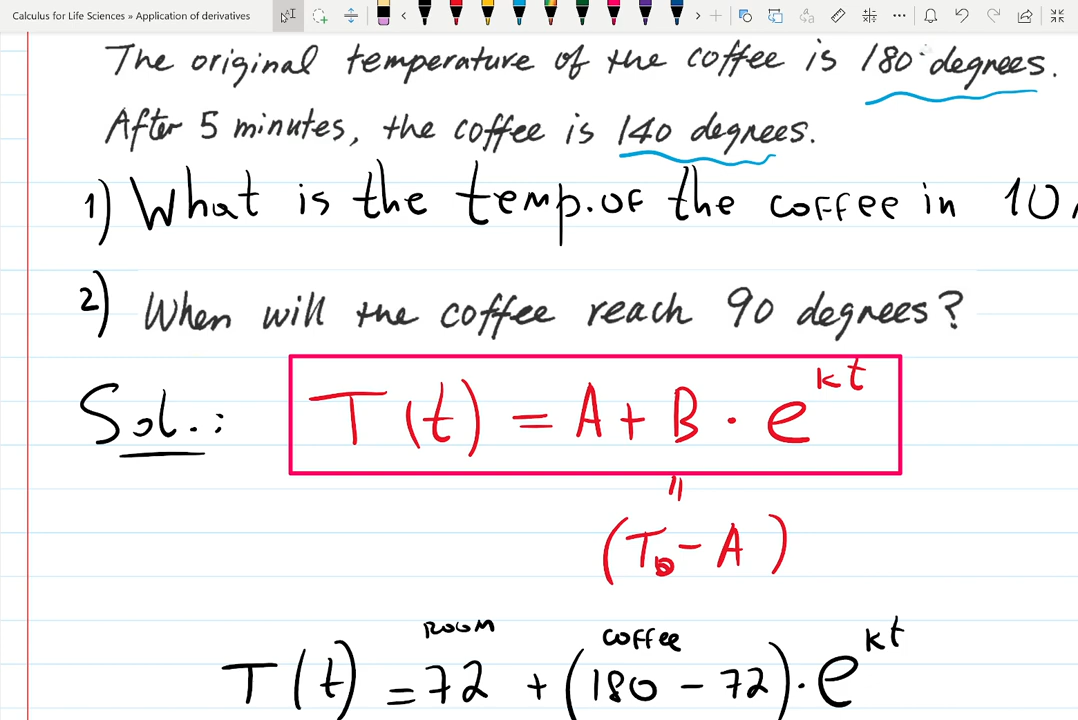 Calculus for Life Sciences » Application of derivatives
The original temperature of the coffee is 180 degrees.
After 5 minutes, the coffee is 140 degrees.
1) What is the temp. of the coffee in 10
2) When will the coffee reach 90 degrees?
Sol.: T(t) = A + B · e^kt
(T₀ - A)
ROOM coffee
T(t) = 72 + (180 - 72) · e^kt